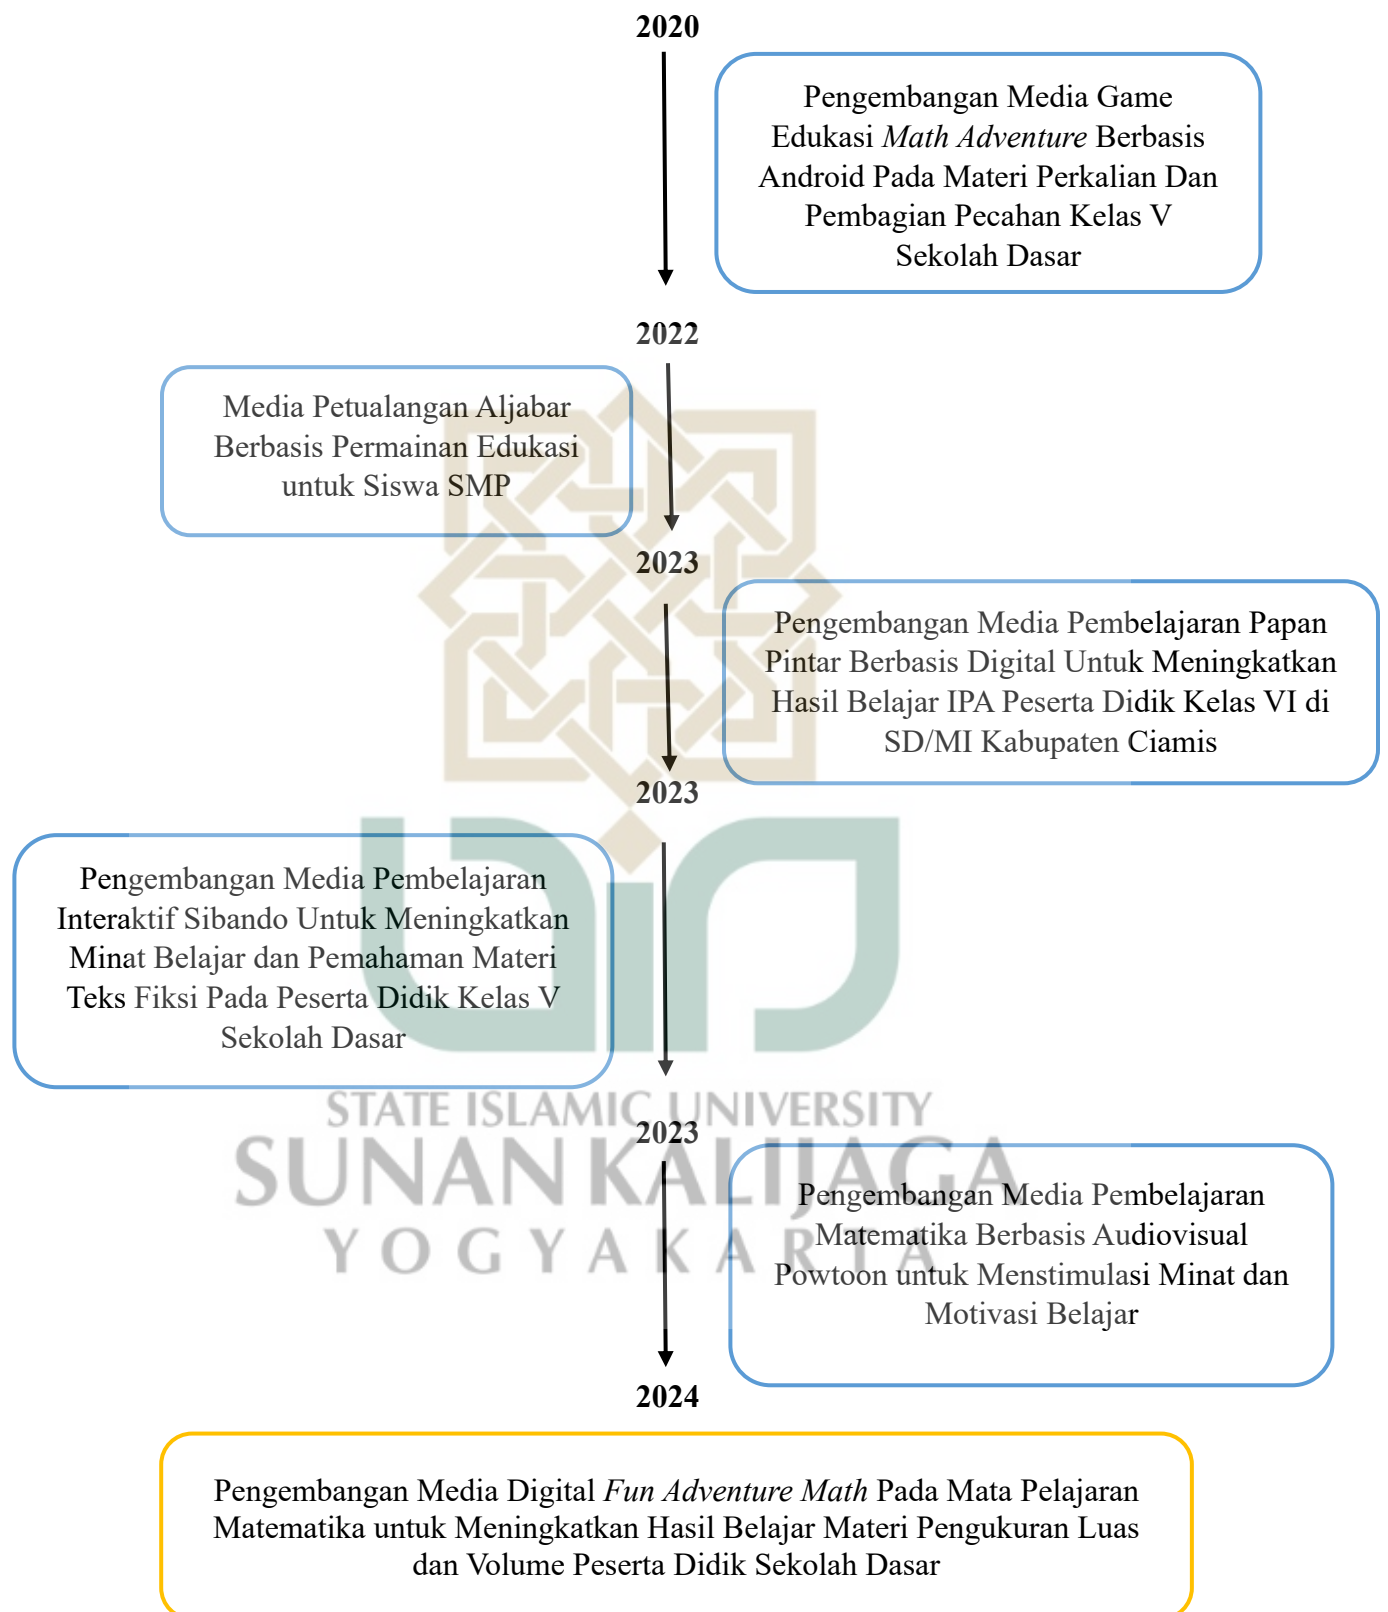 2020
Pengembangan Media Game
Edukasi Math Adventure Berbasis
Android Pada Materi Perkalian Dan
Pembagian Pecahan Kelas V
Sekolah Dasar
2022
Media Petualangan Aljabar
Berbasis Permainan Edukasi
untuk Siswa SMP
2023
Pengembangan Media Pembelajaran Papan
Pintar Berbasis Digital Untuk Meningkatkan
Hasil Belajar IPA Peserta Didik Kelas VI di
SD/MI Kabupaten Ciamis
2023
Pengembangan Media Pembelajaran
Interaktif Sibando Untuk Meningkatkan
Minat Belajar dan Pemahaman Materi
Teks Fiksi Pada Peserta Didik Kelas V
Sekolah Dasar
STATE ISLAMIC UNIVERSITY
SUNAN KALIJAGA
YOGYAKARTA
2023
Pengembangan Media Pembelajaran
Matematika Berbasis Audiovisual
Powtoon untuk Menstimulasi Minat dan
Motivasi Belajar
2024
Pengembangan Media Digital Fun Adventure Math Pada Mata Pelajaran
Matematika untuk Meningkatkan Hasil Belajar Materi Pengukuran Luas
dan Volume Peserta Didik Sekolah Dasar